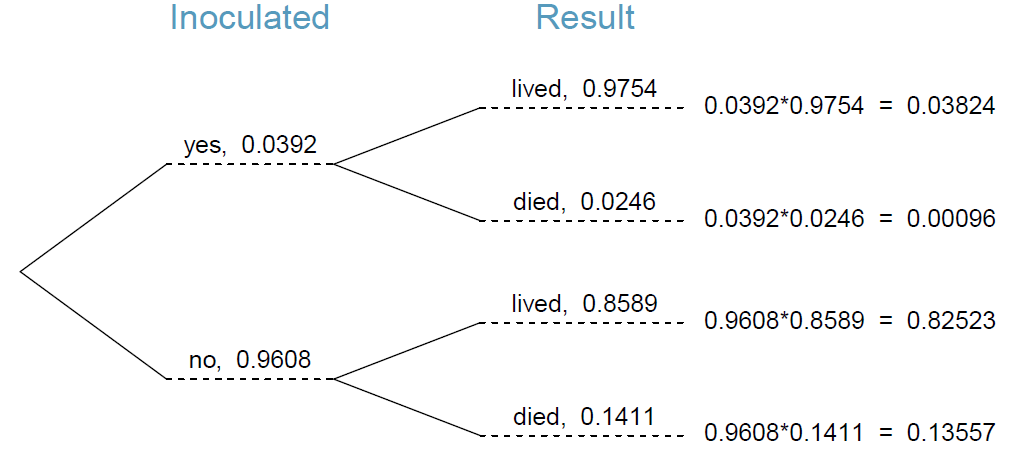 Inoculated
Result
lived, 0.9754
0.0392*0.9754 = 0.03824
yes, 0.0392
died, 0.0246
0.0392*0.0246 = 0.00096
lived, 0.8589
0.9608*0.8589 = 0.82523
no, 0.9608
died, 0.1411
0.9608*0.1411 = 0.13557